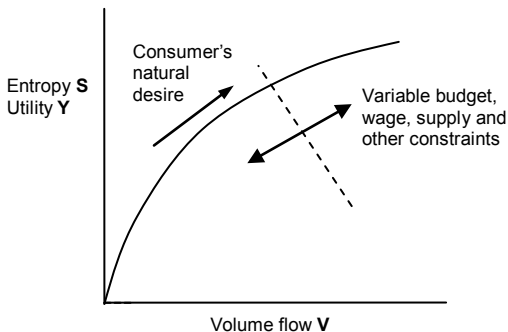 Consumer's
natural
desire
Entropy S
Utility Y
Variable budget,
wage, supply and
other constraints
Volume flow V